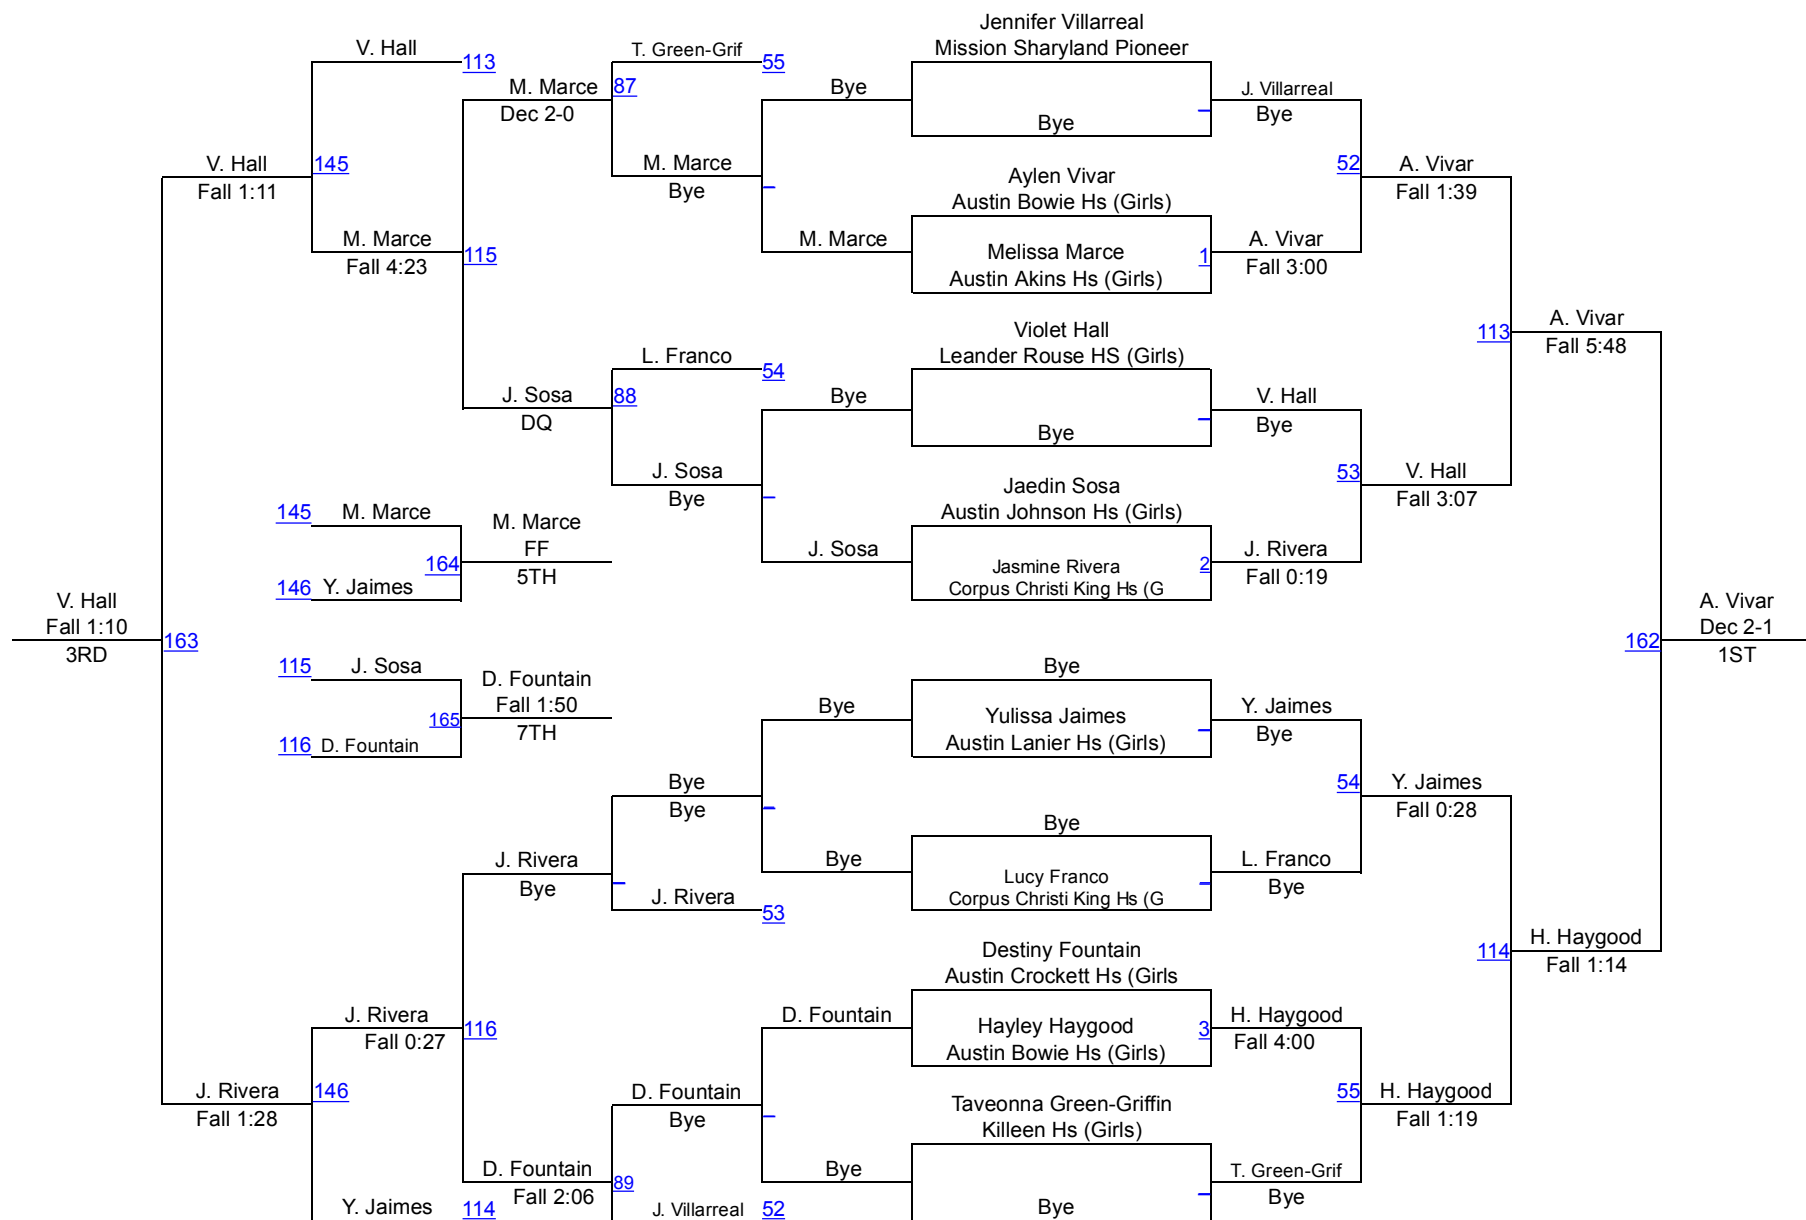 Jennifer Villarreal
V. Hall
T. Green-Grif
Mission Sharyland Pioneer
113
55
M. Marce
87
Bye
J. Villarreal
Dec 2-0
Bye
Bye
V. Hall
145
M. Marce
52
A. Vivar
Fall 1:11
Bye
Aylen Vivar
Fall 1:39
Austin Bowie Hs (Girls)
M. Marce
M. Marce
Melissa Marce
1
A. Vivar
Fall 4:23
115
Austin Akins Hs (Girls)
Fall 3:00
Violet Hall
113
A. Vivar
L. Franco
Leander Rouse HS (Girls)
Fall 5:48
54
J. Sosa
88
Bye
V. Hall
DQ
Bye
Bye
J. Sosa
53
V. Hall
Bye
Jaedin Sosa
Fall 3:07
145
M. Marce
M. Marce
Austin Johnson Hs (Girls)
FF
J. Sosa
J. Rivera
164
5TH
Jasmine Rivera
2
Fall 0:19
146
Y. Jaimes
Corpus Christi King Hs (G
V. Hall
A. Vivar
Fall 1:10
Dec 2-1
3RD
163
162
1ST
115
J. Sosa
Bye
D. Fountain
Fall 1:50
Bye
Yulissa Jaimes
Y. Jaimes
165
7TH
Austin Lanier Hs (Girls)
Bye
116
D. Fountain
Bye
54
Y. Jaimes
Bye
Fall 0:28
Bye
J. Rivera
Bye
Lucy Franco
L. Franco
Bye
J. Rivera
Corpus Christi King Hs (G
Bye
53
Destiny Fountain
114
H. Haygood
Austin Crockett Hs (Girls
Fall 1:14
J. Rivera
D. Fountain
Hayley Haygood
3
H. Haygood
Fall 0:27
116
Austin Bowie Hs (Girls)
Fall 4:00
J. Rivera
146
D. Fountain
55
H. Haygood
Fall 1:28
Bye
Taveonna Green-Griffin
Fall 1:19
Killeen Hs (Girls)
D. Fountain
89
Bye
T. Green-Grif
Fall 2:06
Bye
Y. Jaimes
114
J. Villarreal
52
Bye